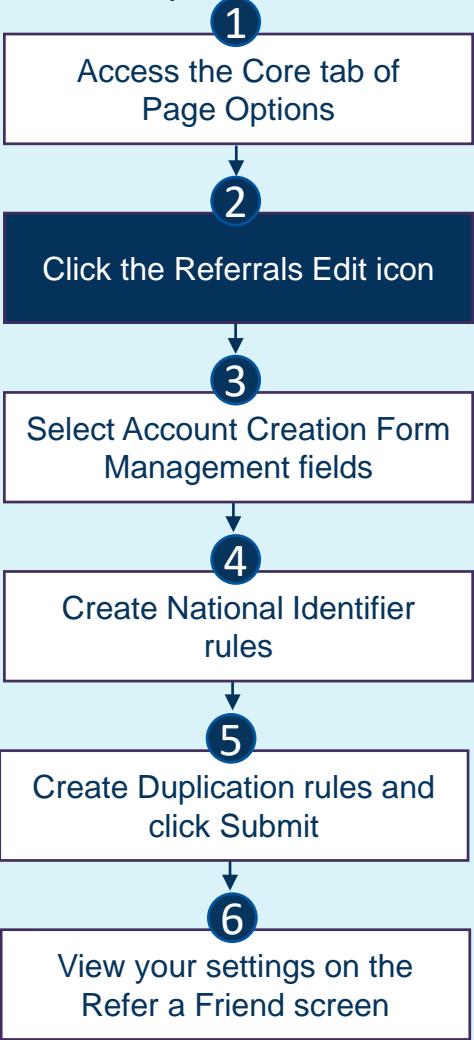 1
Access the Core tab of
Page Options
2
Click the Referrals Edit icon
3
Select Account Creation Form
Management fields
4
Create National Identifier
rules
5
Create Duplication rules and
click Submit
6
View your settings on the
Refer a Friend screen